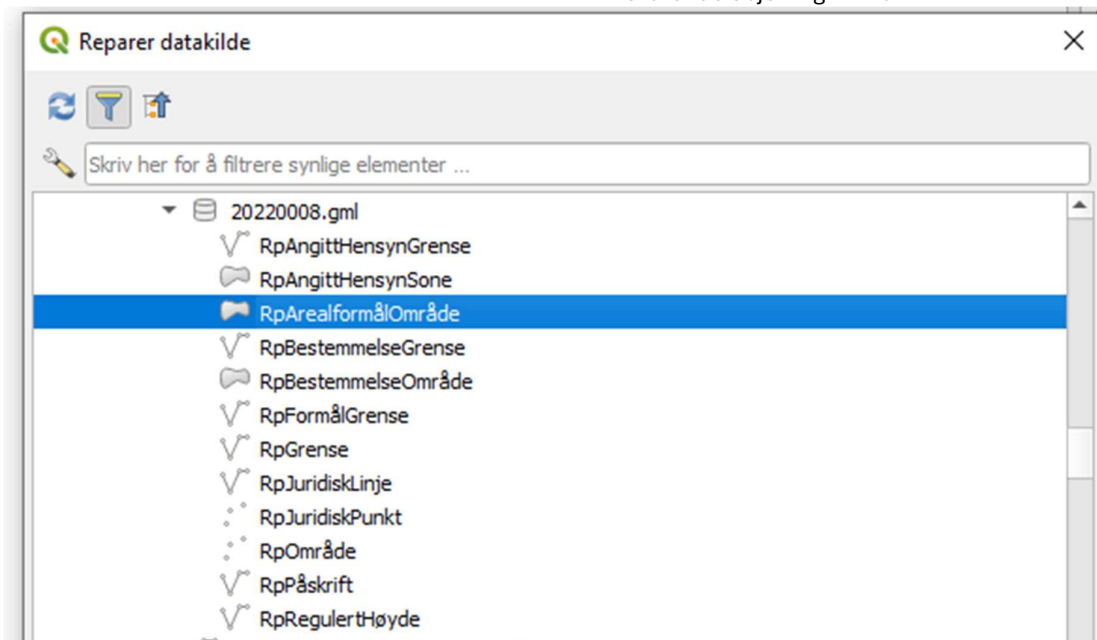 Reparer datakilde
Skriv her for å filtrere synlige elementer ...
20220008.gml
RpAngittHensynGrense
RpAngittHensynSone
RpArealformålOmråde
RpBestemmelseGrense
RpBestemmelseOmråde
RpFormålGrense
RpGrense
RpJuridiskLinje
RpJuridiskPunkt
RpOmråde
RpPåskrift
RpRegulertHøyde